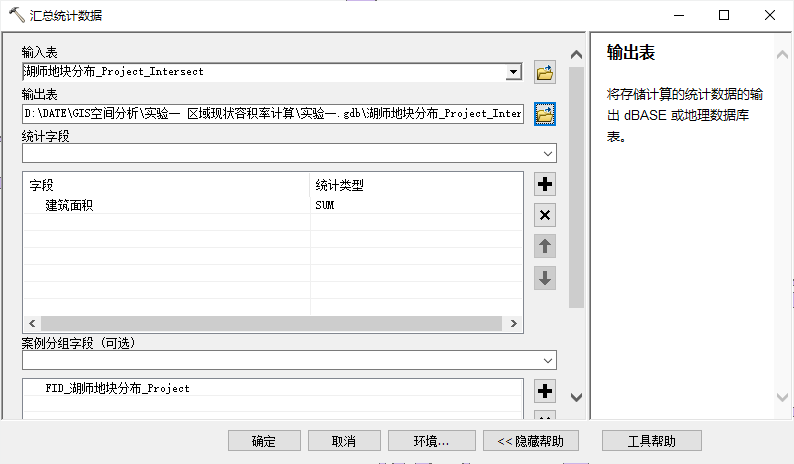 汇总统计数据
输入表
湖师地块分布_Project_Intersect
输出表
D:\DATE\GIS空间分析\实验一 区域现状容积率计算\实验一.gdb\湖师地块分布_Project_Inter
统计字段
字段 统计类型
建筑面积 SUM
案例分组字段 (可选)
FID_湖师地块分布_Project
确定 取消 环境... << 隐藏帮助 工具帮助
输出表
将存储计算的统计数据的输
出 dBASE 或地理数据库
表。